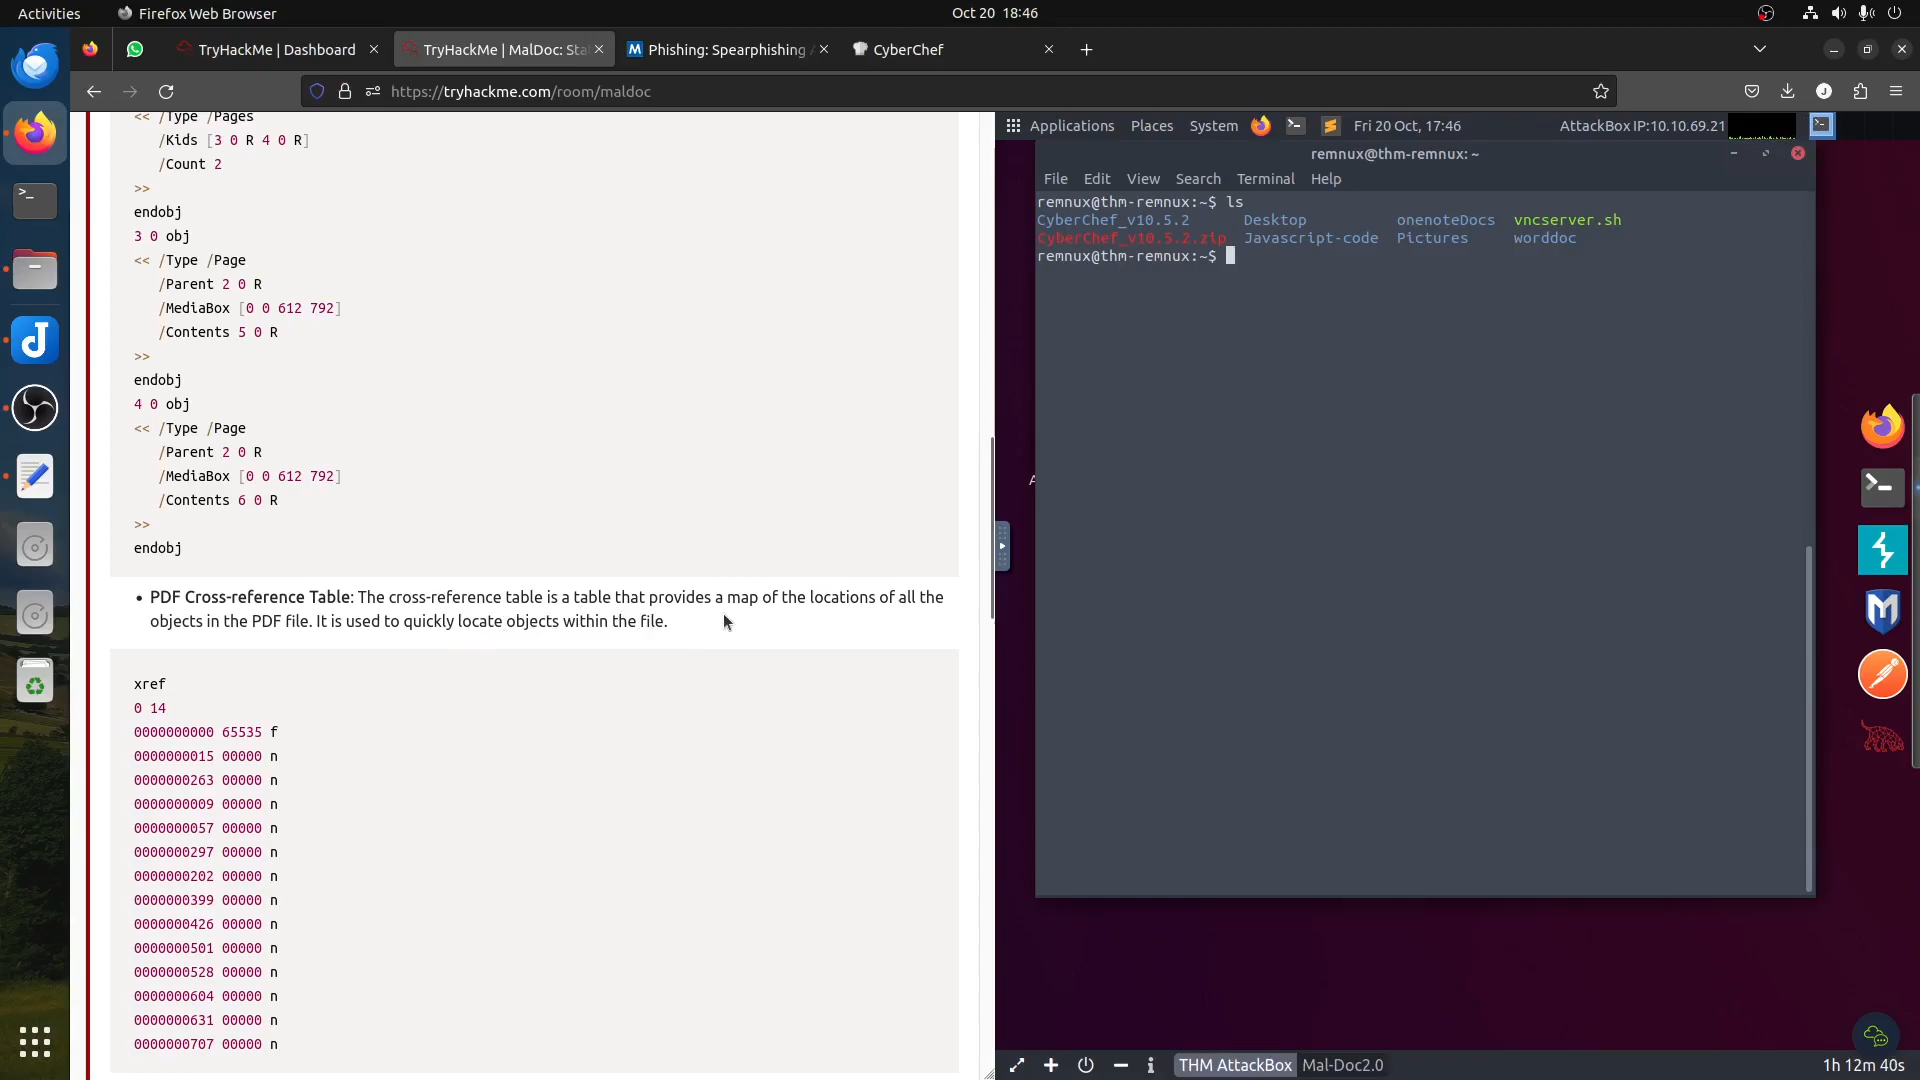 Activities
Firefox Web Browser
Oct 20 18:46
TryHackMe | Dashboard
TryHackMe | MalDoc: Sta
Phishing: Spearphishing
CyberChef
https://tryhackme.com/room/maldoc
<< /Type /Pages
/Kids [3 0 R 4 0 R]
/Count 2
>>
endobj
3 0 obj
<< /Type /Page
/Parent 2 0 R
/MediaBox [0 0 612 792]
/Contents 5 0 R
>>
endobj
4 0 obj
<< /Type /Page
/Parent 2 0 R
/MediaBox [0 0 612 792]
/Contents 6 0 R
>>
endobj
• PDF Cross-reference Table: The cross-reference table is a table that provides a map of the locations of all the
objects in the PDF file. It is used to quickly locate objects within the file.
xref
0 14
0000000000 65535 f
0000000015 00000 n
0000000263 00000 n
0000000009 00000 n
0000000057 00000 n
0000000297 00000 n
0000000202 00000 n
0000000399 00000 n
0000000426 00000 n
0000000501 00000 n
0000000528 00000 n
0000000604 00000 n
0000000631 00000 n
0000000707 00000 n
Applications Places System
Fri 20 Oct, 17:46
AttackBox IP:10.10.69.21
remnux@thm-remnux: ~
File Edit View Search Terminal Help
remnux@thm-remnux:~$ ls
CyberChef_v10.5.2 Desktop onenoteDocs vncserver.sh
CyberChef_v10.5.2.zip Javascript-code Pictures worddoc
remnux@thm-remnux:~$
THM AttackBox
Mal-Doc2.0
1h 12m 40s